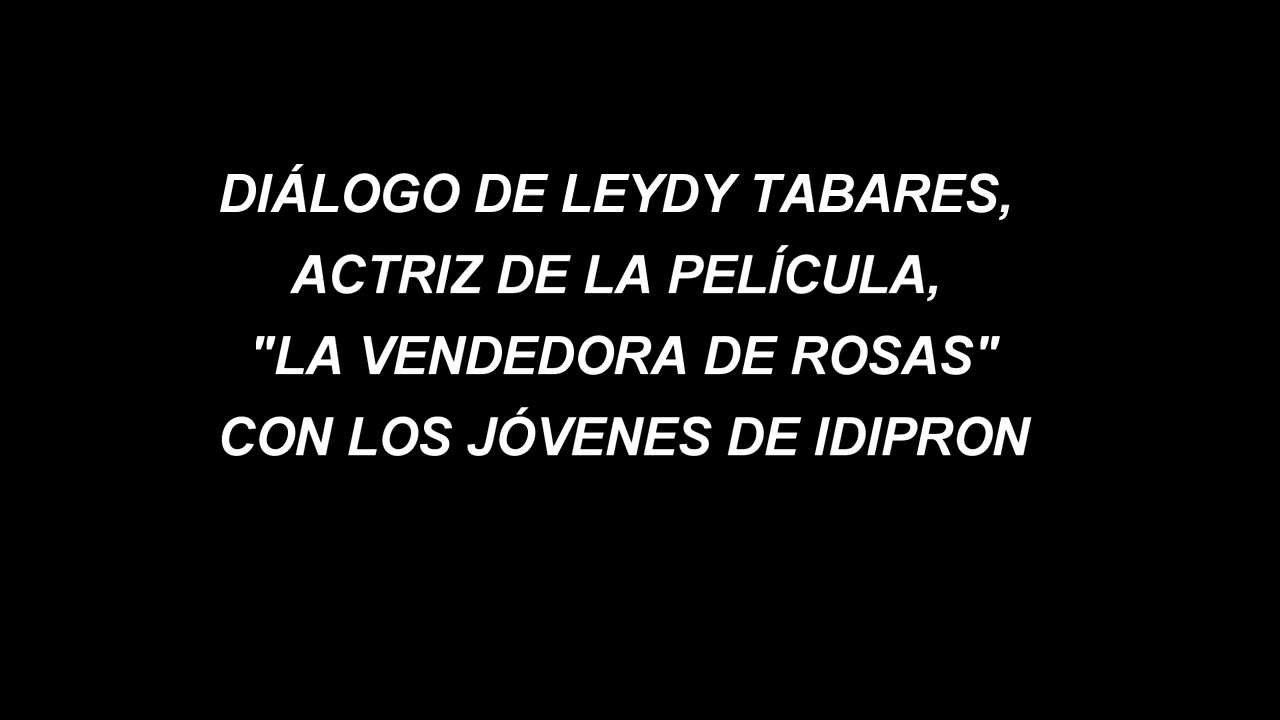 DIÁLOGO DE LEYDY TABARES,
ACTRIZ DE LA PELÍCULA,
"LA VENDEDORA DE ROSAS"
CON LOS JÓVENES DE IDIPRON